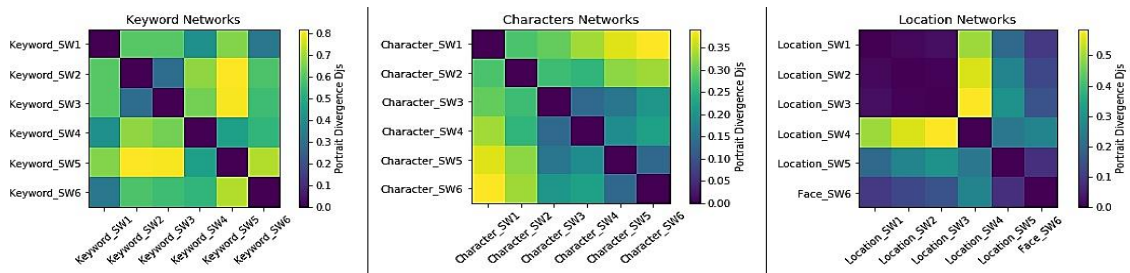 Keyword Networks
Keyword_SW1
Keyword_SW2
Keyword_SW3
Keyword_SW4
Keyword_SW5
Keyword_SW6
Keyword_SW1
Keyword_SW2
Keyword_SW3
Keyword_SW4
Keyword_SW5
Keyword_SW6
0.8
0.7
0.6
0.5
0.4
0.3
0.2
0.1
0.0
Portrait Divergence Djs
Characters Networks
Character_SW1
Character_SW2
Character_SW3
Character_SW4
Character_SW5
Character_SW6
Character_SW1
Character_SW2
Character_SW3
Character_SW4
Character_SW5
Character_SW6
0.35
0.30
0.25
0.20
0.15
0.10
0.05
0.00
Portrait Divergence Djs
Location Networks
Location_SW1
Location_SW2
Location_SW3
Location_SW4
Location_SW5
Face_SW6
Location_SW1
Location_SW2
Location_SW3
Location_SW4
Location_SW5
Face_SW6
0.5
0.4
0.3
0.2
0.1
0.0
Portrait Divergence Djs